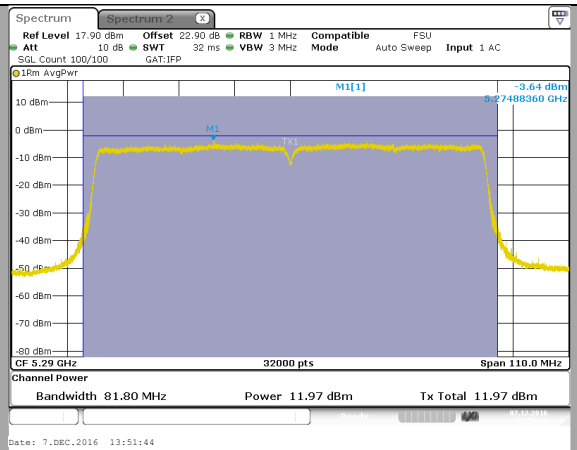 Spectrum Spectrum 2 X
Ref Level 17.90 dBm Offset 22.90 dB RBW 1 MHz Compatible FSU
Att 10 dB SWT 32 ms VBW 3 MHz Mode Auto Sweep Input 1 AC
SGL Count 100/100 GAT:IFP
1Rm AvgPwr
M1[1] -3.64 dBm
5.27488360 GHz
10 dBm
0 dBm
M1
TX1
-10 dBm
-20 dBm
-30 dBm
-40 dBm
-50 dBm
-60 dBm
-70 dBm
-80 dBm
CF 5.29 GHz 32000 pts Span 110.0 MHz
Channel Power
Bandwidth 81.80 MHz Power 11.97 dBm Tx Total 11.97 dBm
Ready 07.12.2016
Date: 7.DEC.2016 13:51:44